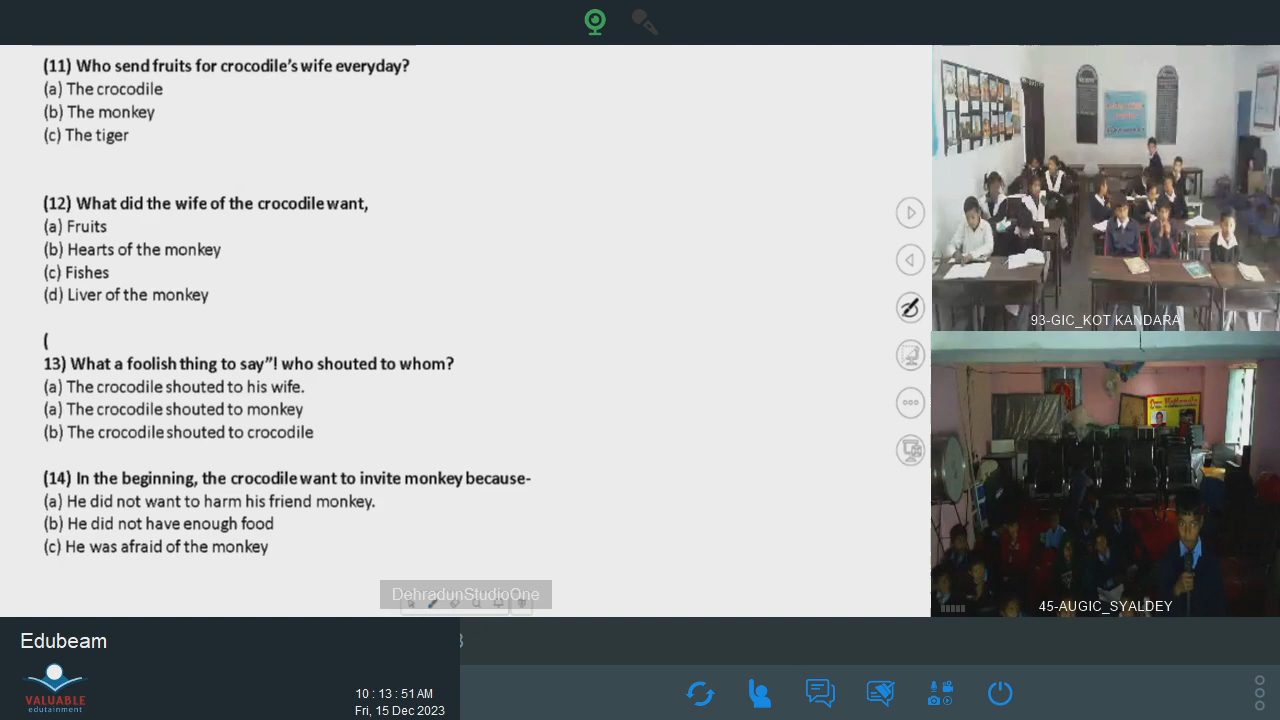 (11) Who send fruits for crocodile's wife everyday?
(a) The crocodile
(b) The monkey
(c) The tiger
(12) What did the wife of the crocodile want,
(a) Fruits
(b) Hearts of the monkey
(c) Fishes
(d) Liver of the monkey
(
13) What a foolish thing to say”! who shouted to whom?
(a) The crocodile shouted to his wife.
(a) The crocodile shouted to monkey
(b) The crocodile shouted to crocodile
(14) In the beginning, the crocodile want to invite monkey because-
(a) He did not want to harm his friend monkey.
(b) He did not have enough food
(c) He was afraid of the monkey
DehradunStudioOne
93-GIC_KOT KANDARA
45-AUGIC_SYALDEY
Edubeam
VALUABLE
edutainment
10 : 13 : 51 AM
Fri, 15 Dec 2023